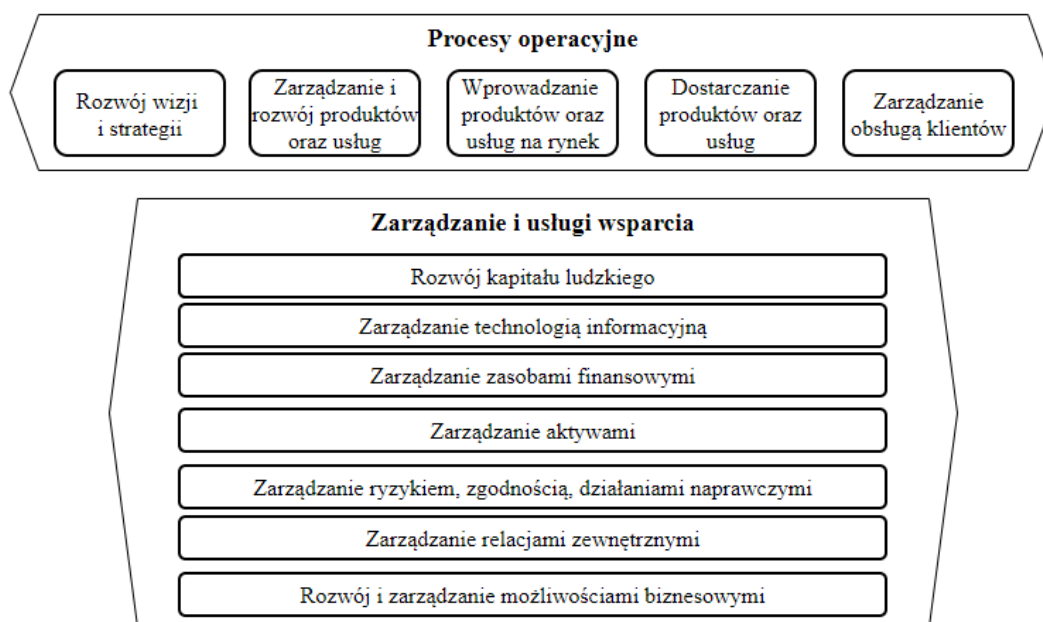 Procesy operacyjne
Rozwój wizji
i strategii
Zarządzanie i
rozwój produktów
oraz usług
Wprowadzanie
produktów oraz
usług na rynek
Dostarczanie
produktów oraz
usług
Zarządzanie
obsługą klientów
Zarządzanie i usługi wsparcia
Rozwój kapitału ludzkiego
Zarządzanie technologią informacyjną
Zarządzanie zasobami finansowymi
Zarządzanie aktywami
Zarządzanie ryzykiem, zgodnością, działaniami naprawczymi
Zarządzanie relacjami zewnętrznymi
Rozwój i zarządzanie możliwościami biznesowymi